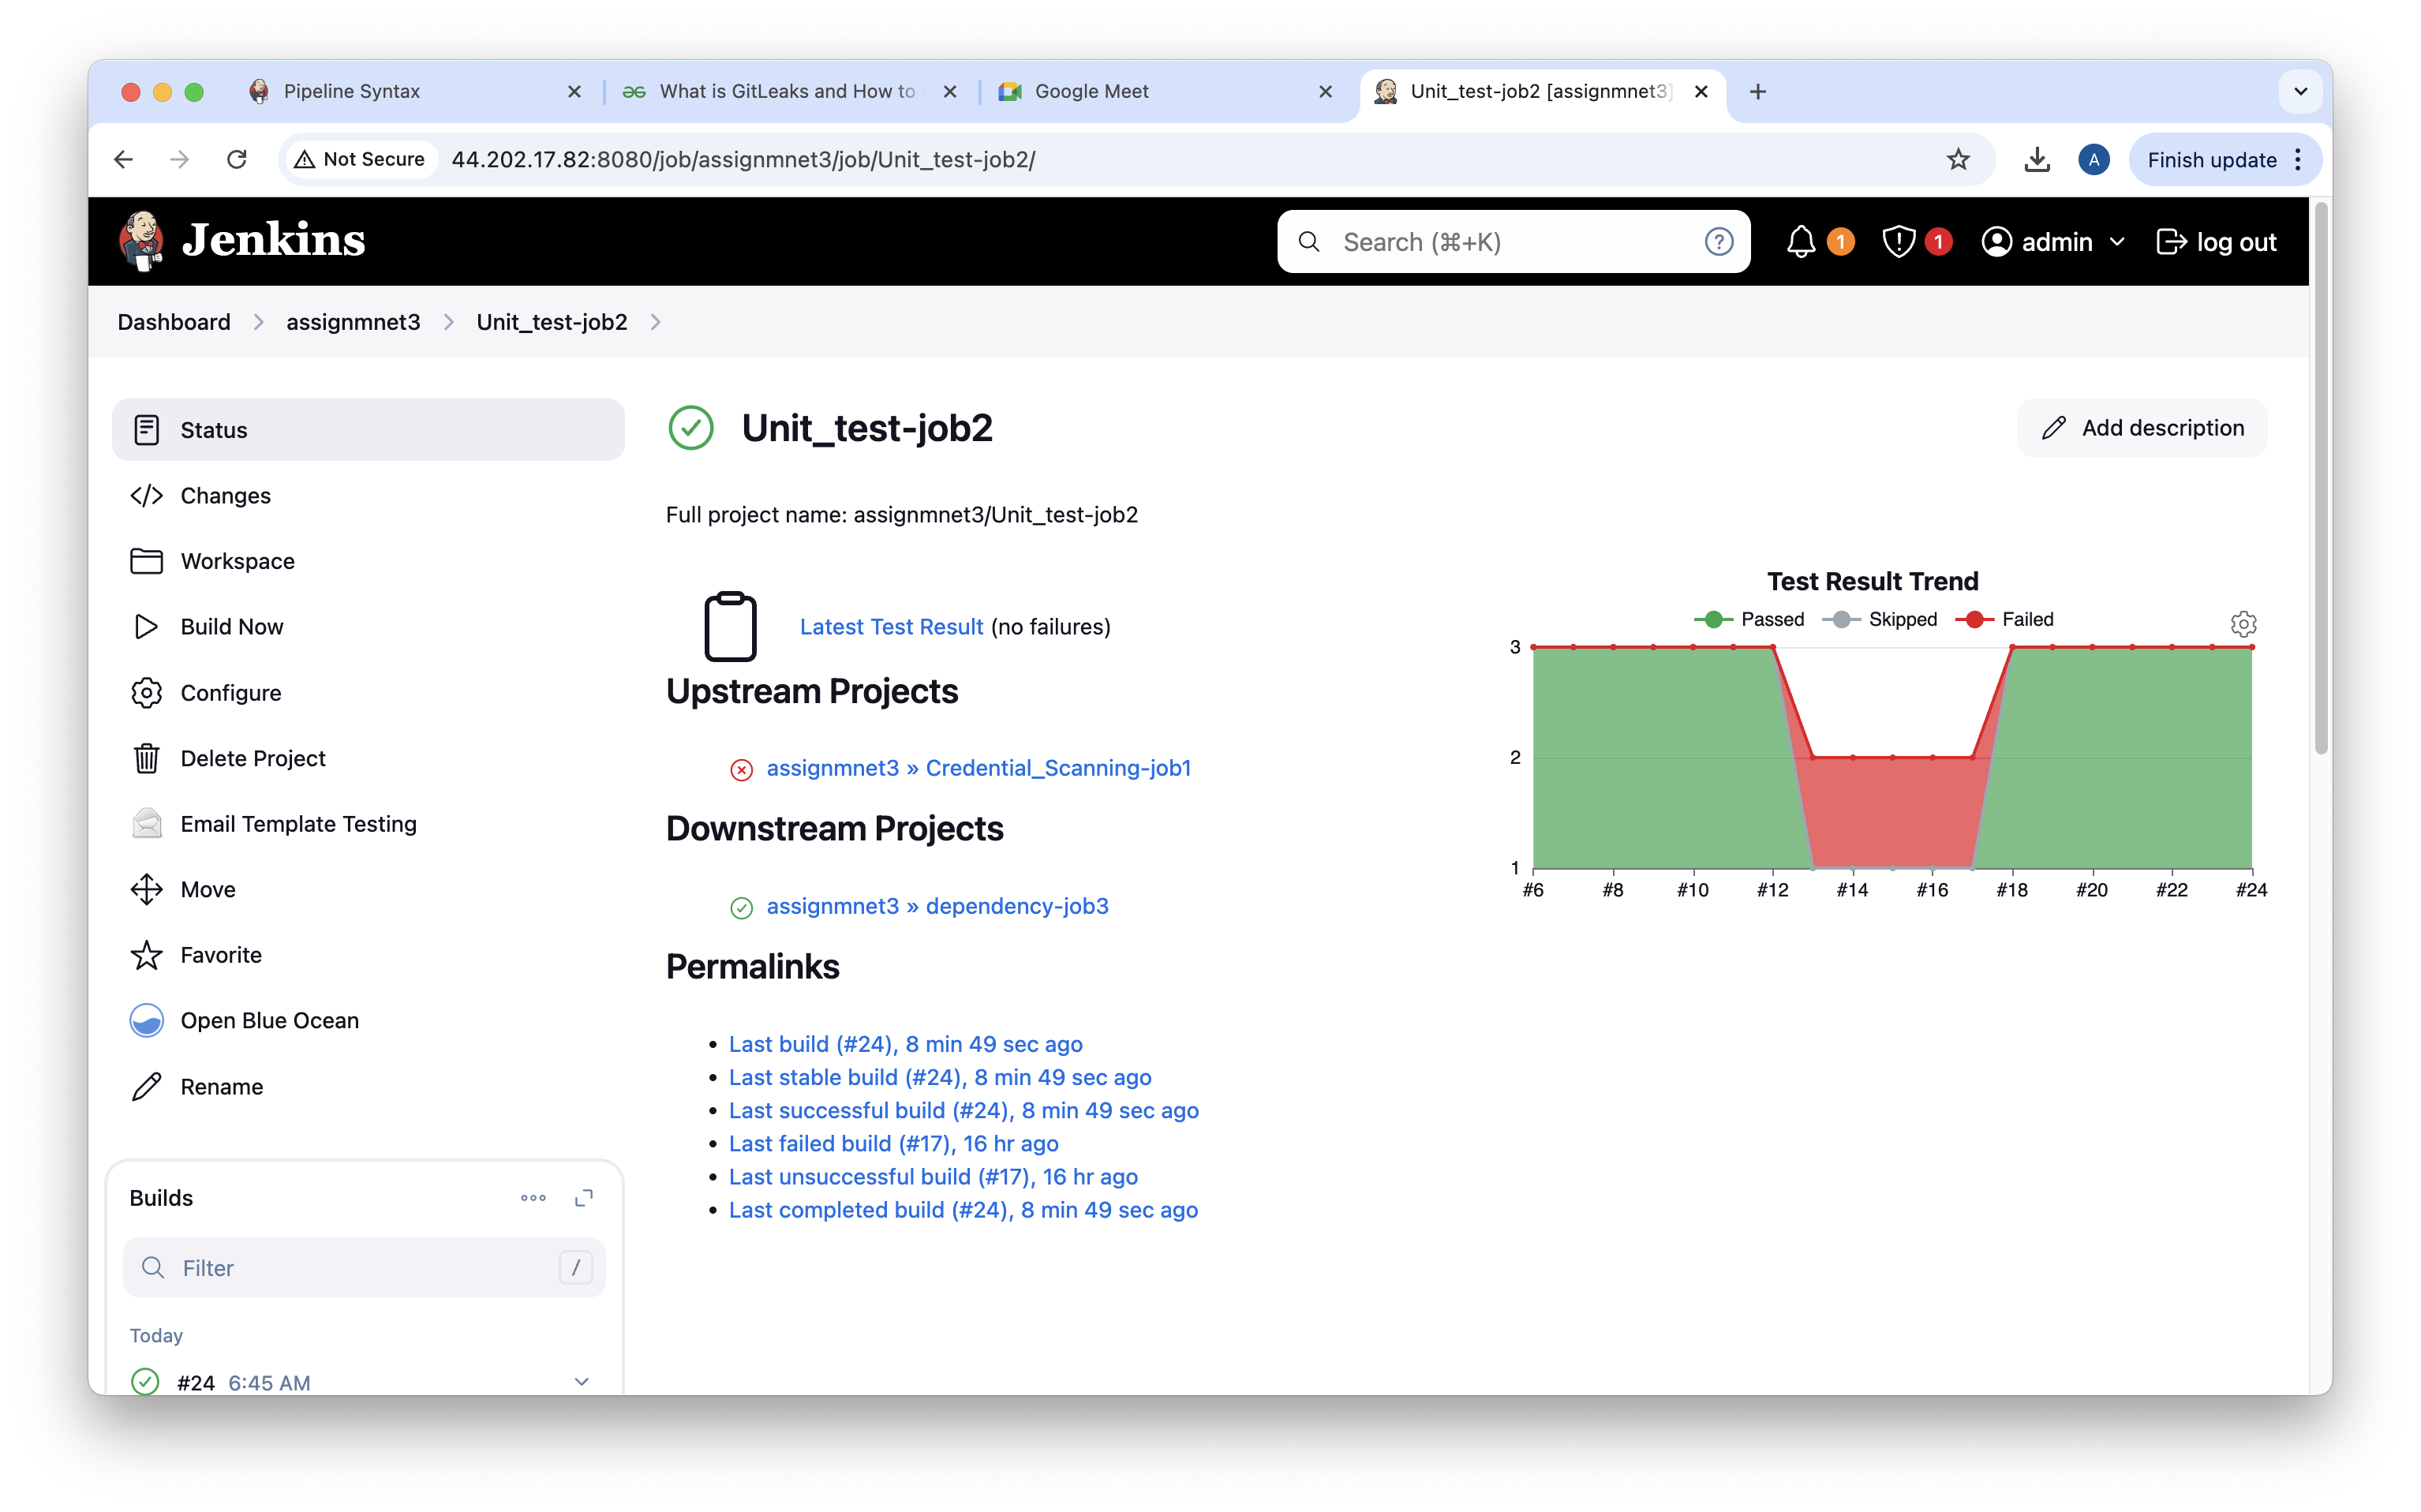 Pipeline Syntax
What is GitLeaks and How to
Google Meet
Unit_test-job2 [assignmnet3]
Not Secure
44.202.17.82:8080/job/assignmnet3/job/Unit_test-job2/
A
Finish update
Jenkins
Search (⌘+K)
?
1
1
admin
log out
Dashboard
assignmnet3
Unit_test-job2
Status
Changes
Workspace
Build Now
Configure
Delete Project
Email Template Testing
Move
Favorite
Open Blue Ocean
Rename
Builds
Filter
/
Today
#24 6:45 AM
Unit_test-job2
Add description
Full project name: assignmnet3/Unit_test-job2
Latest Test Result (no failures)
Upstream Projects
assignmnet3 » Credential_Scanning-job1
Downstream Projects
assignmnet3 » dependency-job3
Permalinks
Last build (#24), 8 min 49 sec ago
Last stable build (#24), 8 min 49 sec ago
Last successful build (#24), 8 min 49 sec ago
Last failed build (#17), 16 hr ago
Last unsuccessful build (#17), 16 hr ago
Last completed build (#24), 8 min 49 sec ago
Test Result Trend
Passed Skipped Failed
3
2
1
#6 #8 #10 #12 #14 #16 #18 #20 #22 #24